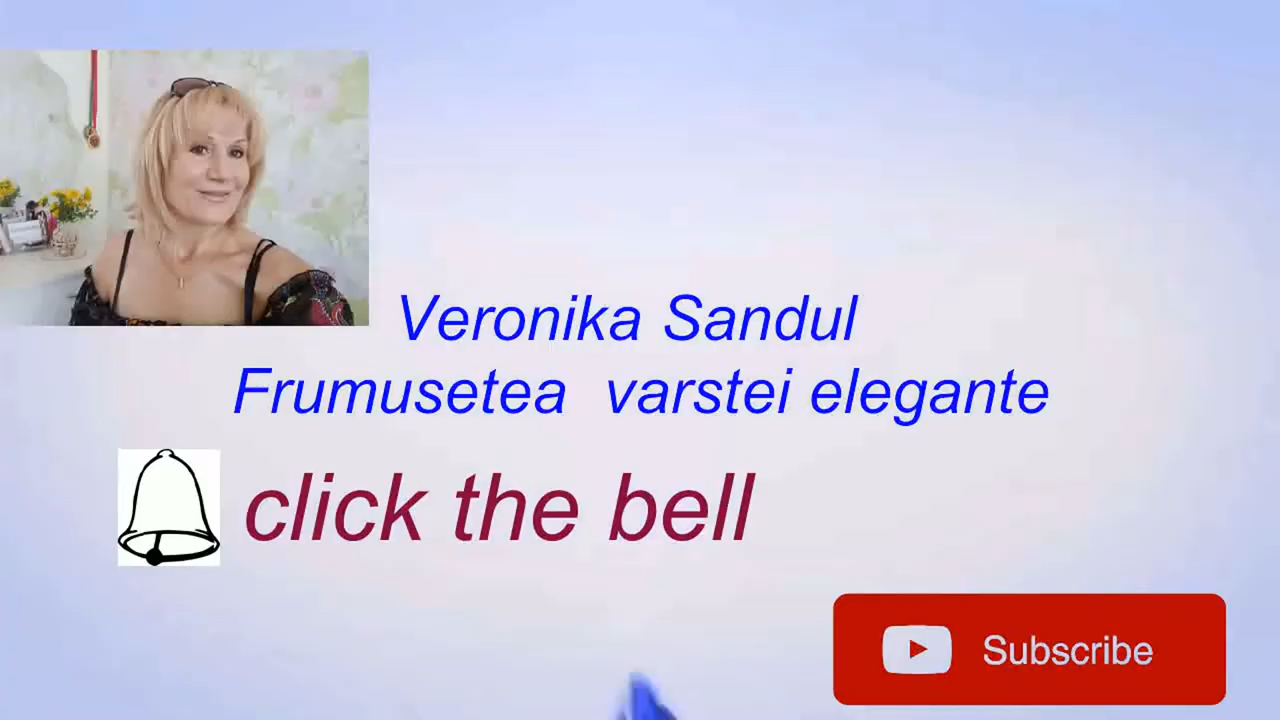 Veronika Sandul
Frumusetea varstei elegante
click the bell
Subscribe